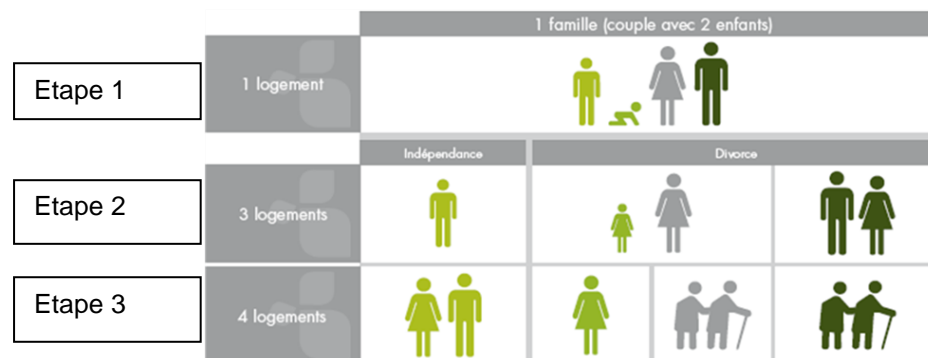 1 famille (couple avec 2 enfants)
Etape 1
1 logement
Indépendance
Divorce
Etape 2
3 logements
Etape 3
4 logements